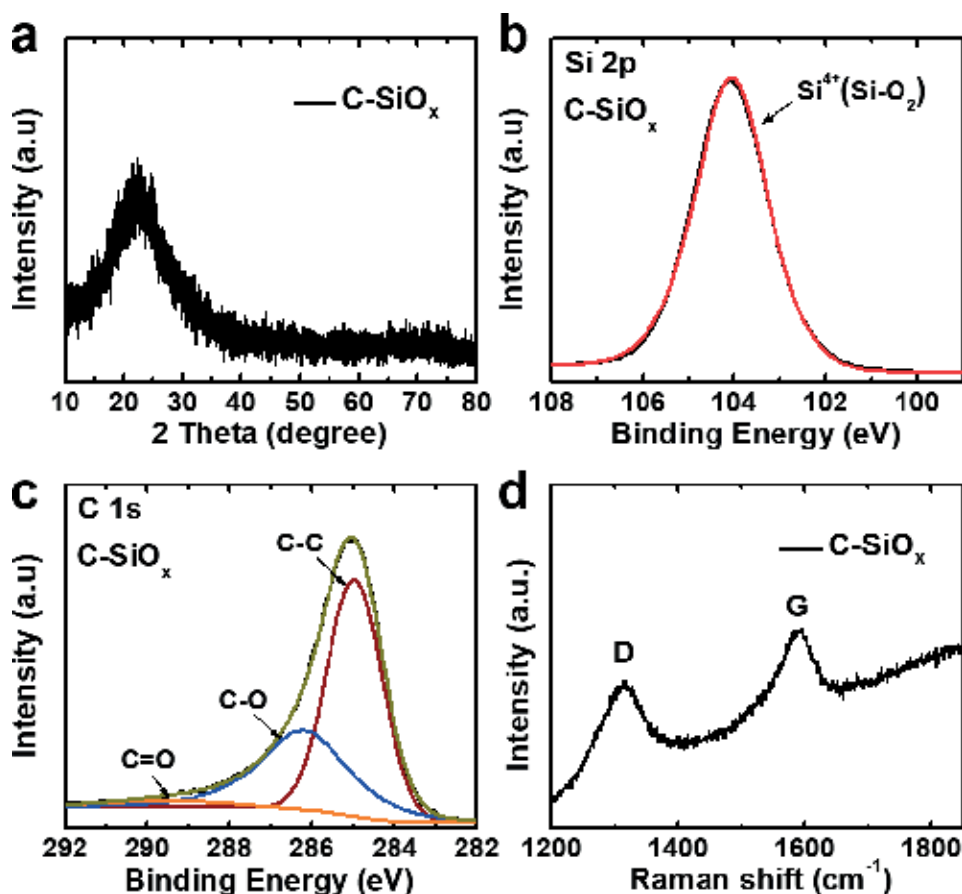 a
C-SiOₓ
Intensity (a.u)
10 20 30 40 50 60 70 80
2 Theta (degree)
b
Si 2p
C-SiOₓ
Si⁴⁺(Si-O₂)
Intensity (a.u)
108 106 104 102 100
Binding Energy (eV)
c
C 1s
C-SiOₓ
C-C
C-O
C=O
Intensity (a.u)
292 290 288 286 284 282
Binding Energy (eV)
d
C-SiOₓ
D
G
Intensity (a.u.)
1200 1400 1600 1800
Raman shift (cm⁻¹)